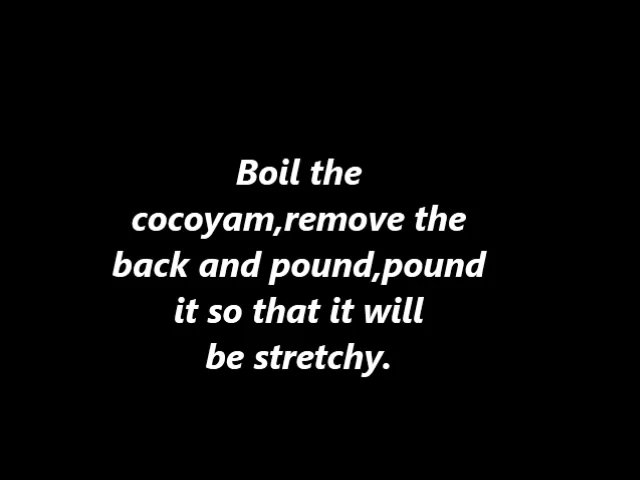 Boil the
cocoyam,remove the
back and pound,pound
it so that it will
be stretchy.